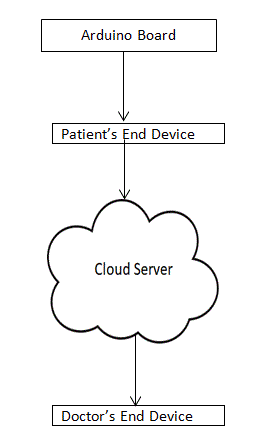 Arduino Board
Patient's End Device
Cloud Server
Doctor's End Device